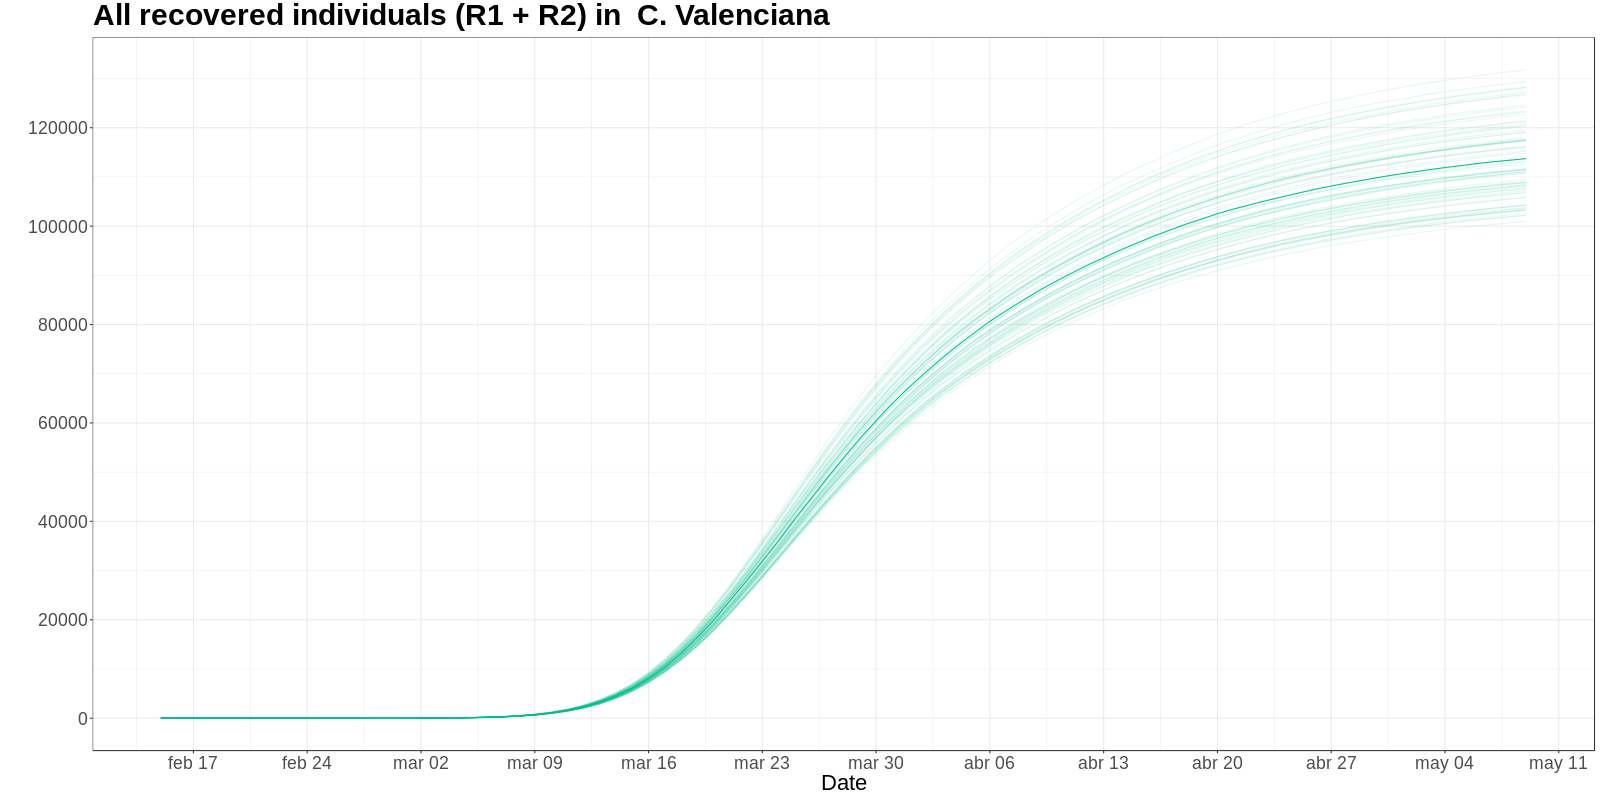 All recovered individuals (R1 + R2) in  C. Valenciana
120000
100000
80000
60000
40000
20000
0
feb 17 feb 24 mar 02 mar 09 mar 16 mar 23 mar 30 abr 06 abr 13 abr 20 abr 27 may 04 may 11
Date